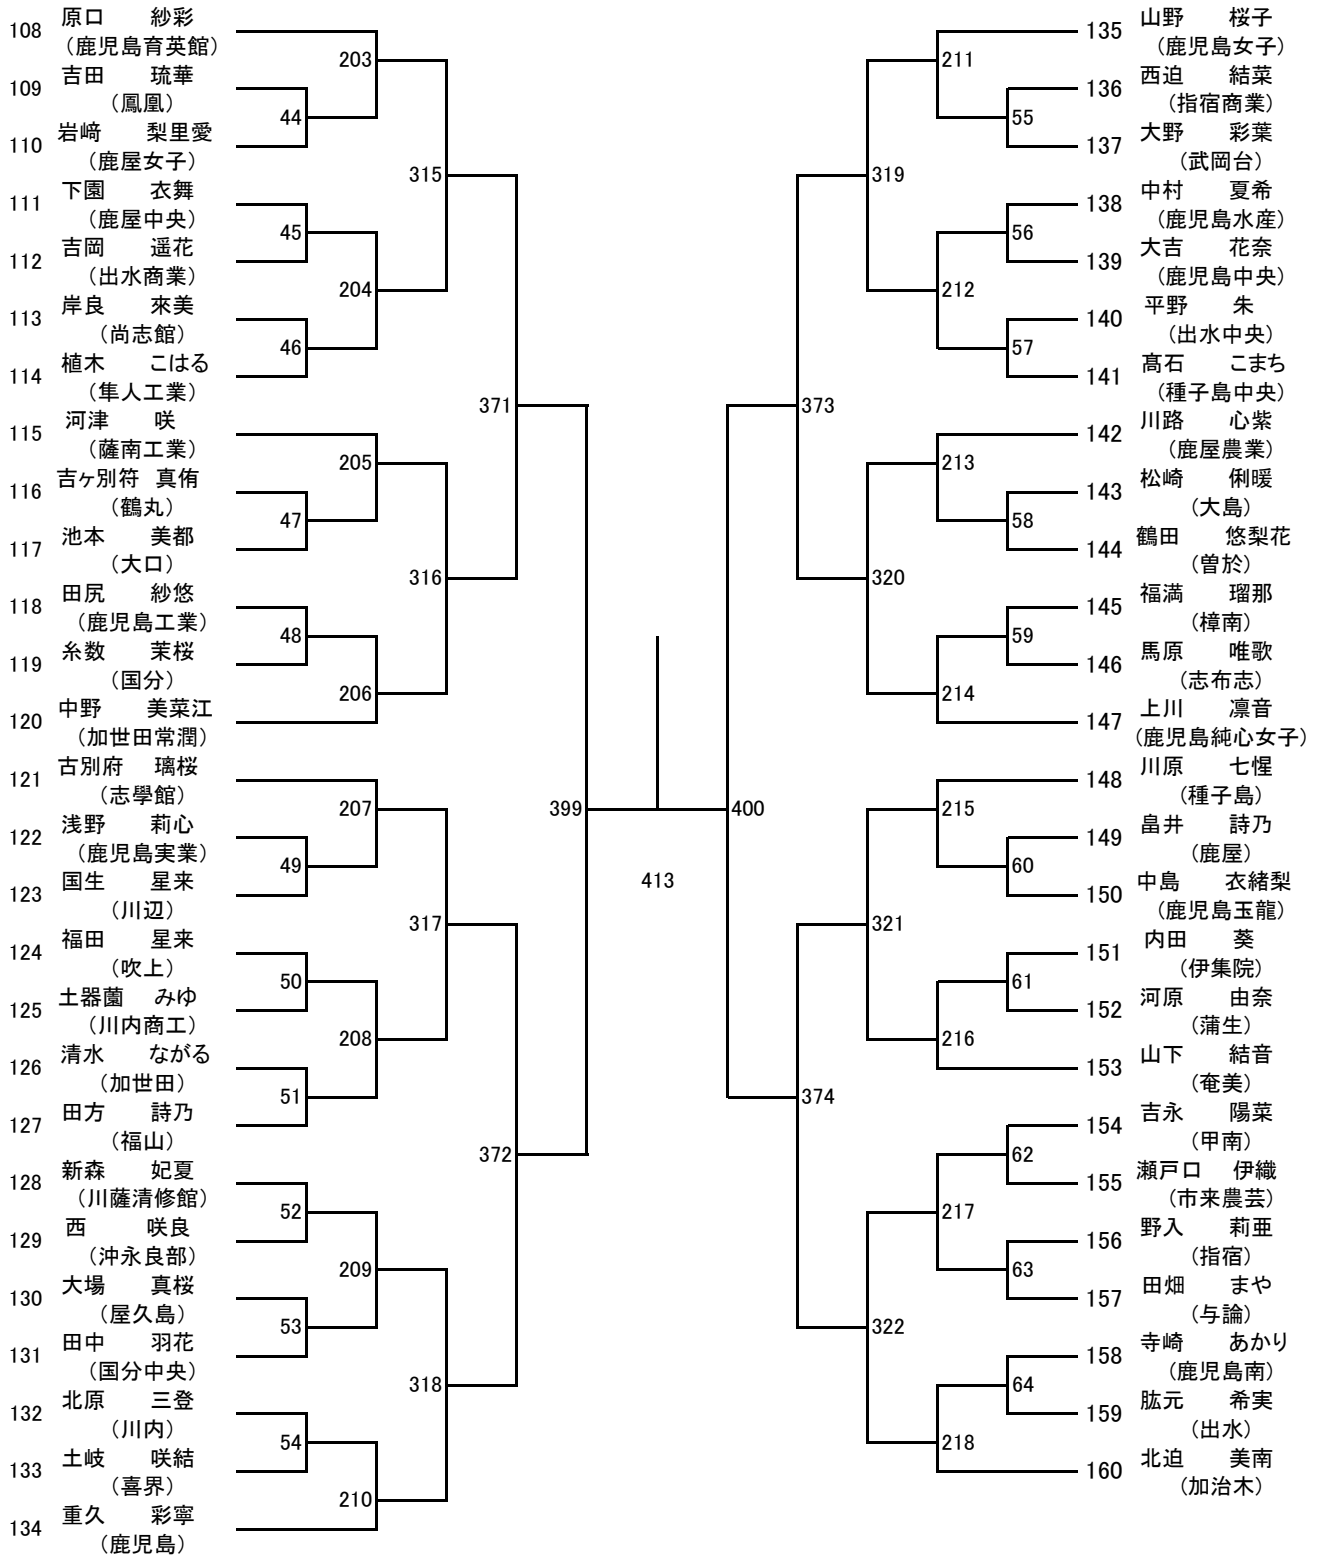 108 原口 紗彩
（鹿児島育英館）
109 吉田 琉華
（鳳凰）
110 岩﨑 梨里愛
（鹿屋女子）
111 下園 衣舞
（鹿屋中央）
112 吉岡 遥花
（出水商業）
113 岸良 來美
（尚志館）
114 植木 こはる
（隼人工業）
115 河津 咲
（薩南工業）
116 吉ヶ別符 真侑
（鶴丸）
117 池本 美都
（大口）
118 田尻 紗悠
（鹿児島工業）
119 糸数 茉桜
（国分）
120 中野 美菜江
（加世田常潤）
121 古別府 璃桜
（志學館）
122 浅野 莉心
（鹿児島実業）
123 国生 星来
（川辺）
124 福田 星来
（吹上）
125 土器薗 みゆ
（川内商工）
126 清水 ながる
（加世田）
127 田方 詩乃
（福山）
128 新森 妃夏
（川薩清修館）
129 西 咲良
（沖永良部）
130 大場 真桜
（屋久島）
131 田中 羽花
（国分中央）
132 北原 三登
（川内）
133 土岐 咲結
（喜界）
134 重久 彩寧
（鹿児島）
44
45
46
47
48
49
50
51
52
53
54
203
204
205
206
207
208
209
210
315
316
317
318
371
372
399
413
400
373
374
319
320
321
322
211
212
213
214
215
216
217
218
55
56
57
58
59
60
61
62
63
64
135 山野 桜子
（鹿児島女子）
136 西迫 結菜
（指宿商業）
137 大野 彩葉
（武岡台）
138 中村 夏希
（鹿児島水産）
139 大吉 花奈
（鹿児島中央）
140 平野 朱
（出水中央）
141 髙石 こまち
（種子島中央）
142 川路 心紫
（鹿屋農業）
143 松崎 俐暖
（大島）
144 鶴田 悠梨花
（曽於）
145 福満 瑠那
（樟南）
146 馬原 唯歌
（志布志）
147 上川 凛音
（鹿児島純心女子）
148 川原 七惺
（種子島）
149 畠井 詩乃
（鹿屋）
150 中島 衣緒梨
（鹿児島玉龍）
151 内田 葵
（伊集院）
152 河原 由奈
（蒲生）
153 山下 結音
（奄美）
154 吉永 陽菜
（甲南）
155 瀬戸口 伊織
（市来農芸）
156 野入 莉亜
（指宿）
157 田畑 まや
（与論）
158 寺崎 あかり
（鹿児島南）
159 肱元 希実
（出水）
160 北迫 美南
（加治木）